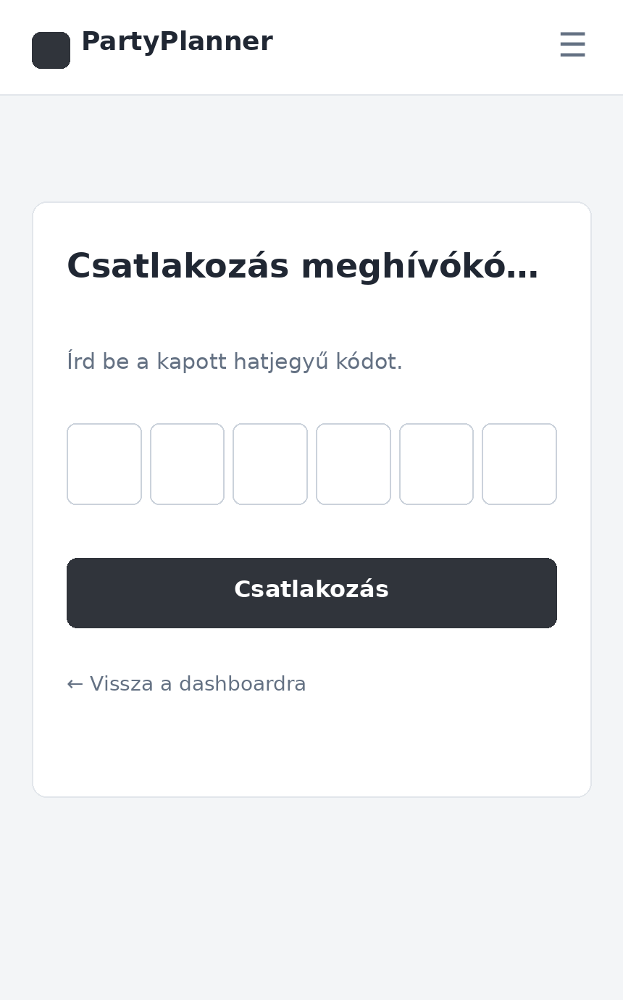 PartyPlanner ☰
Csatlakozás meghívókó…
Írd be a kapott hatjegyű kódot.
Csatlakozás
← Vissza a dashboardra